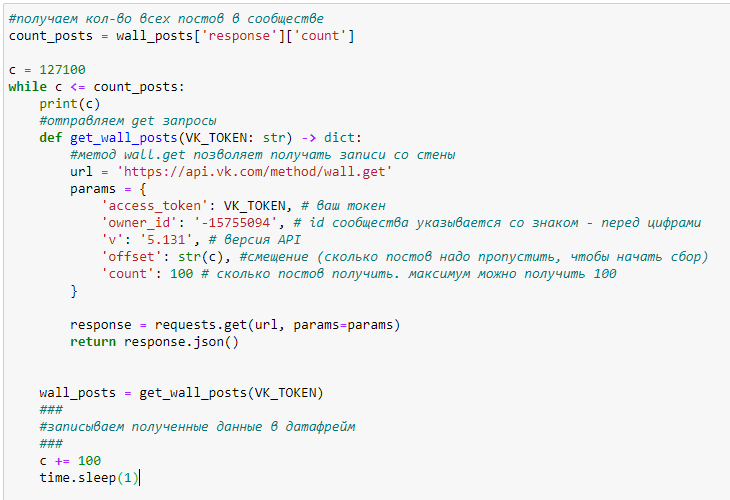 #получаем кол-во всех постов в сообществе
count_posts = wall_posts['response']['count']
c = 127100
while c <= count_posts:
print(c)
#отправляем get запросы
def get_wall_posts(VK_TOKEN: str) -> dict:
#метод wall.get позволяет получать записи со стены
url = 'https://api.vk.com/method/wall.get'
params = {
'access_token': VK_TOKEN, # ваш токен
'owner_id': '-15755094', # id сообщества указывается со знаком - перед цифрами
'v': '5.131', # версия API
'offset': str(c), #смещение (сколько постов надо пропустить, чтобы начать сбор)
'count': 100 # сколько постов получить. максимум можно получить 100
}
response = requests.get(url, params=params)
return response.json()
wall_posts = get_wall_posts(VK_TOKEN)
###
#записываем полученные данные в датафрейм
###
c += 100
time.sleep(1)